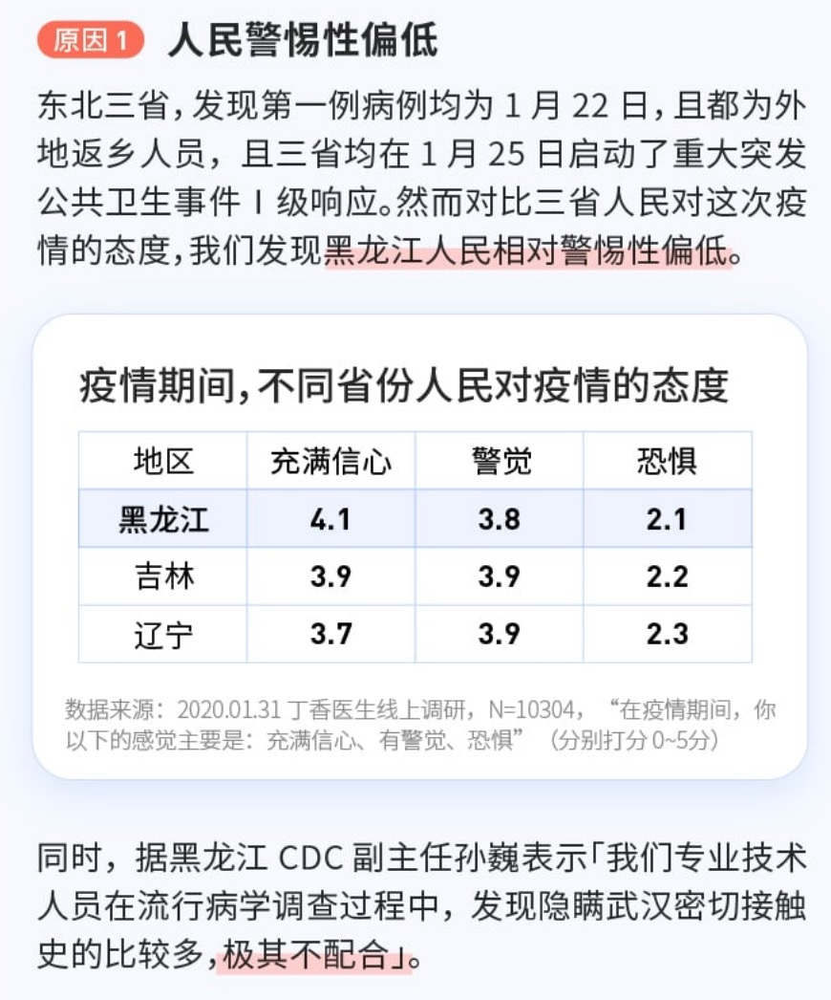 原因 1 人民警惕性偏低
东北三省，发现第一例病例均为 1 月 22 日，且都为外
地返乡人员，且三省均在 1 月 25 日启动了重大突发
公共卫生事件 I 级响应。然而对比三省人民对这次疫
情的态度，我们发现黑龙江人民相对警惕性偏低。
疫情期间，不同省份人民对疫情的态度
地区 充满信心 警觉 恐惧
黑龙江 4.1 3.8 2.1
吉林 3.9 3.9 2.2
辽宁 3.7 3.9 2.3
数据来源：2020.01.31 丁香医生线上调研，N=10304，“在疫情期间，你
以下的感觉主要是：充满信心、有警觉、恐惧”（分别打分 0~5分）
同时，据黑龙江 CDC 副主任孙巍表示「我们专业技术
人员在流行病学调查过程中，发现隐瞒武汉密切接触
史的比较多，极其不配合」。